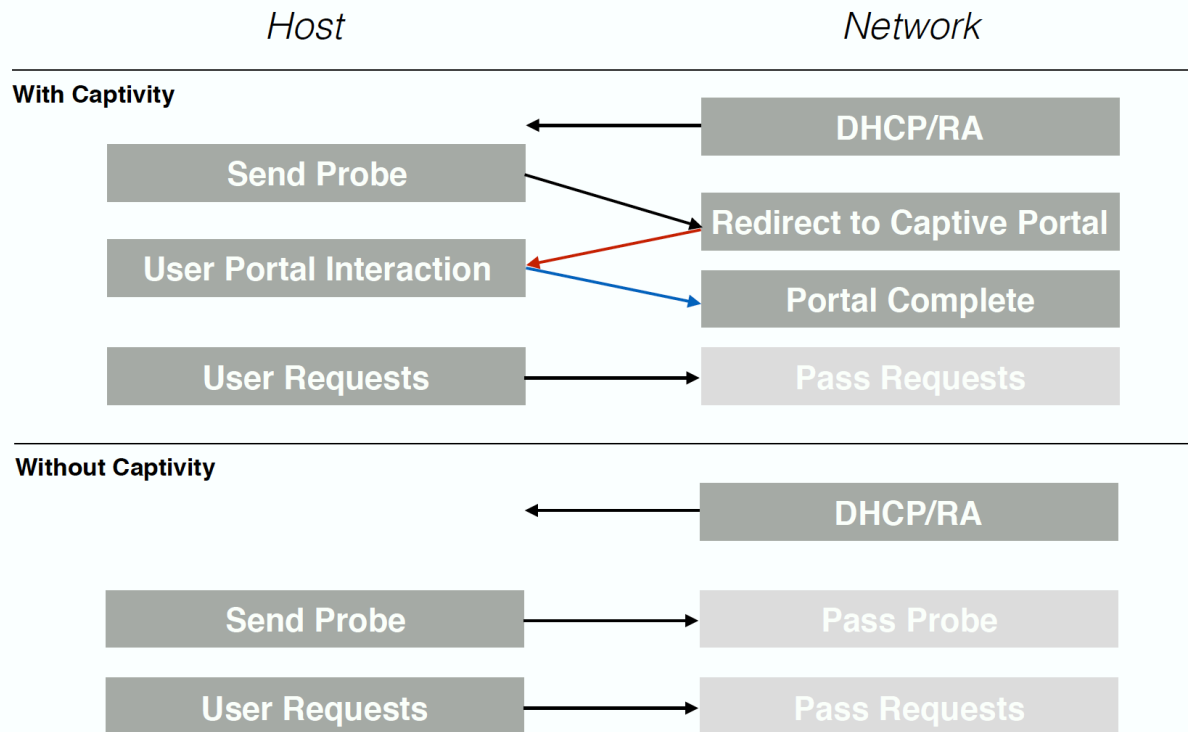 Host
Network
With Captivity
DHCP/RA
Send Probe
Redirect to Captive Portal
User Portal Interaction
Portal Complete
User Requests
Pass Requests
Without Captivity
DHCP/RA
Send Probe
Pass Probe
User Requests
Pass Requests